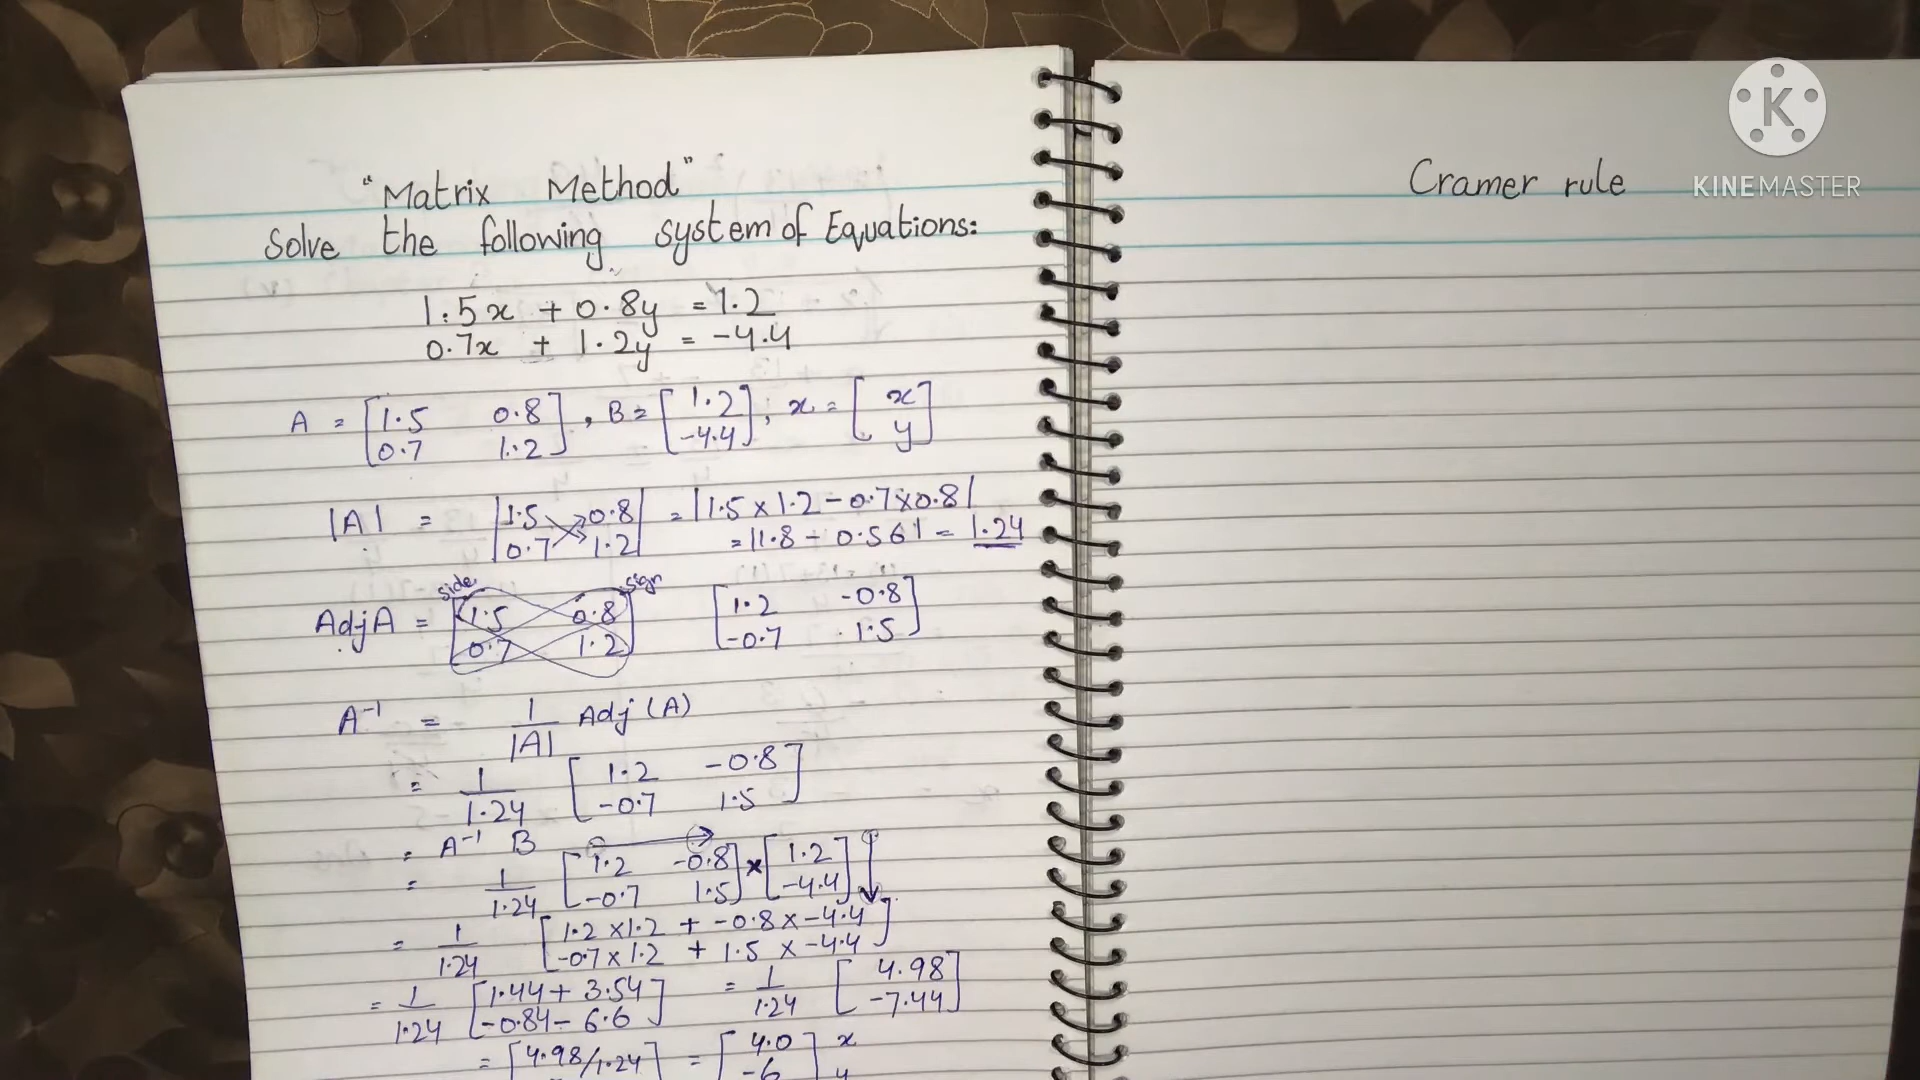 "Matrix Method"
Solve the following system of Equations:
1.5x + 0.8y = 1.2
0.7x + 1.2y = -4.4
A = [1.5 0.8], B = [1.2], x = [x]
[0.7 1.2] [-4.4] [y]
|A| = |1.5 0.8| = |1.5 x 1.2 - 0.7 x 0.8|
|0.7 1.2| = |1.8 - 0.56| = 1.24
side sign
AdjA = [1.5 0.8] [1.2 -0.8]
[0.7 1.2] [-0.7 1.5]
A⁻¹ = 1/|A| Adj (A)
= 1/1.24 [1.2 -0.8]
[-0.7 1.5]
= A⁻¹ B
= 1/1.24 [1.2 -0.8] x [1.2]
[-0.7 1.5] [-4.4]
= 1/1.24 [1.2 x 1.2 + -0.8 x -4.4]
[-0.7 x 1.2 + 1.5 x -4.4]
= 1/1.24 [1.44 + 3.54] = 1/1.24 [4.98]
[-0.84 - 6.6] [-7.44]
= [4.98/1.24] = [4.0] x
[-6] y
Cramer rule
K
KINEMASTER